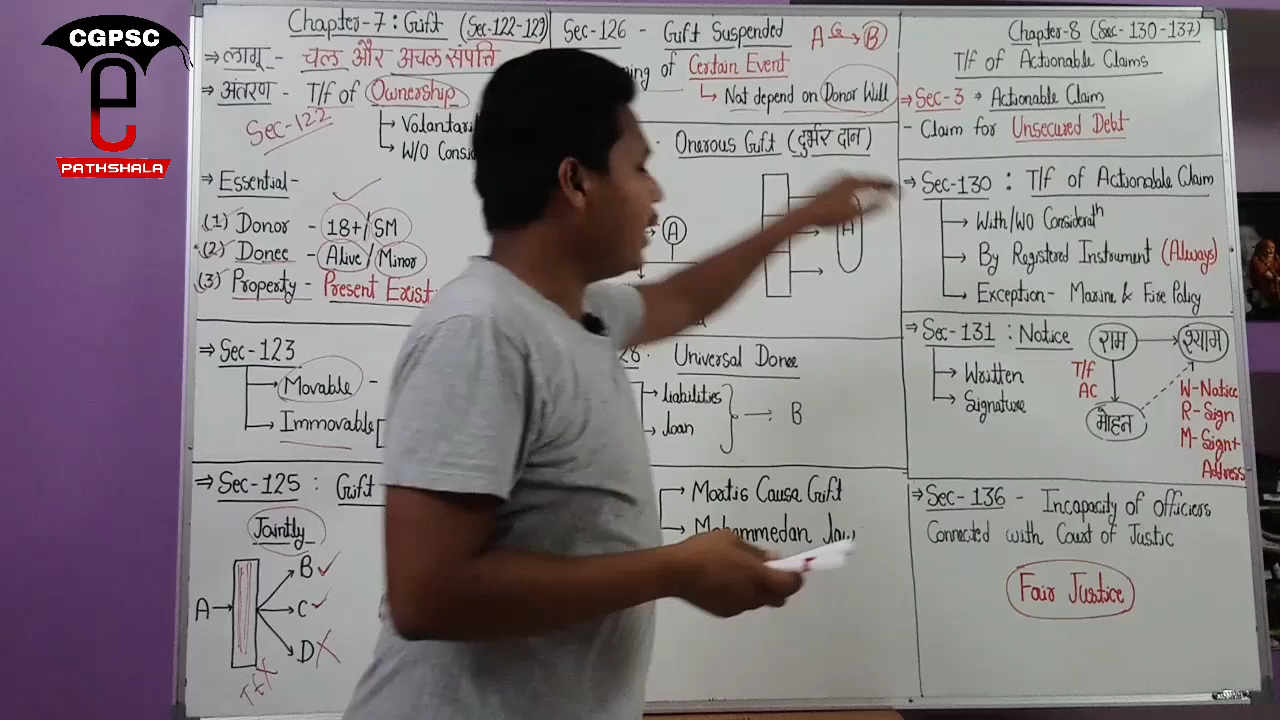 CGPSC
PATHSHALA
Chapter-7 : Gift (Sec-122-129)
⇒ लागू - चल और अचल संपत्ति
⇒ अंतरण - T/f of Ownership
Sec-122
W/O
⇒ Essential -
(1) Donor - 18+/SM
(2) Donee - Alive/Minor
(3) Property - Present Exist
⇒ Sec-123
Movable -
Immovable
⇒ Sec-125 : Gift
Jointly
A
B ✓
C ✓
D X
Sec-126 - Gift Suspended
A G B
of Certain Event
Not depend on Donor Will
Onerous Gift (दुर्भर दान)
A
A
28. Universal Donee
liabilities
loan
B
Mortis Causa Gift
Mohammedan law
Chapter-8 (Sec-130-137)
T/f of Actionable Claims
⇒ Sec-3 ⇒ Actionable Claim
- Claim for Unsecured Debt
⇒ Sec-130 : T/f of Actionable Claim
With/WO Considerath
By Registered Instrument (Always)
Exception - Marine & Fire Policy
⇒ Sec-131 : Notice
Written
Signature
राम
श्याम
T/f
AC
मोहन
W-Notice
R-Sign
M-Sign+
Address
⇒ Sec-136 - Incapacity of officers
Connected with Court of Justic
Fair Justice